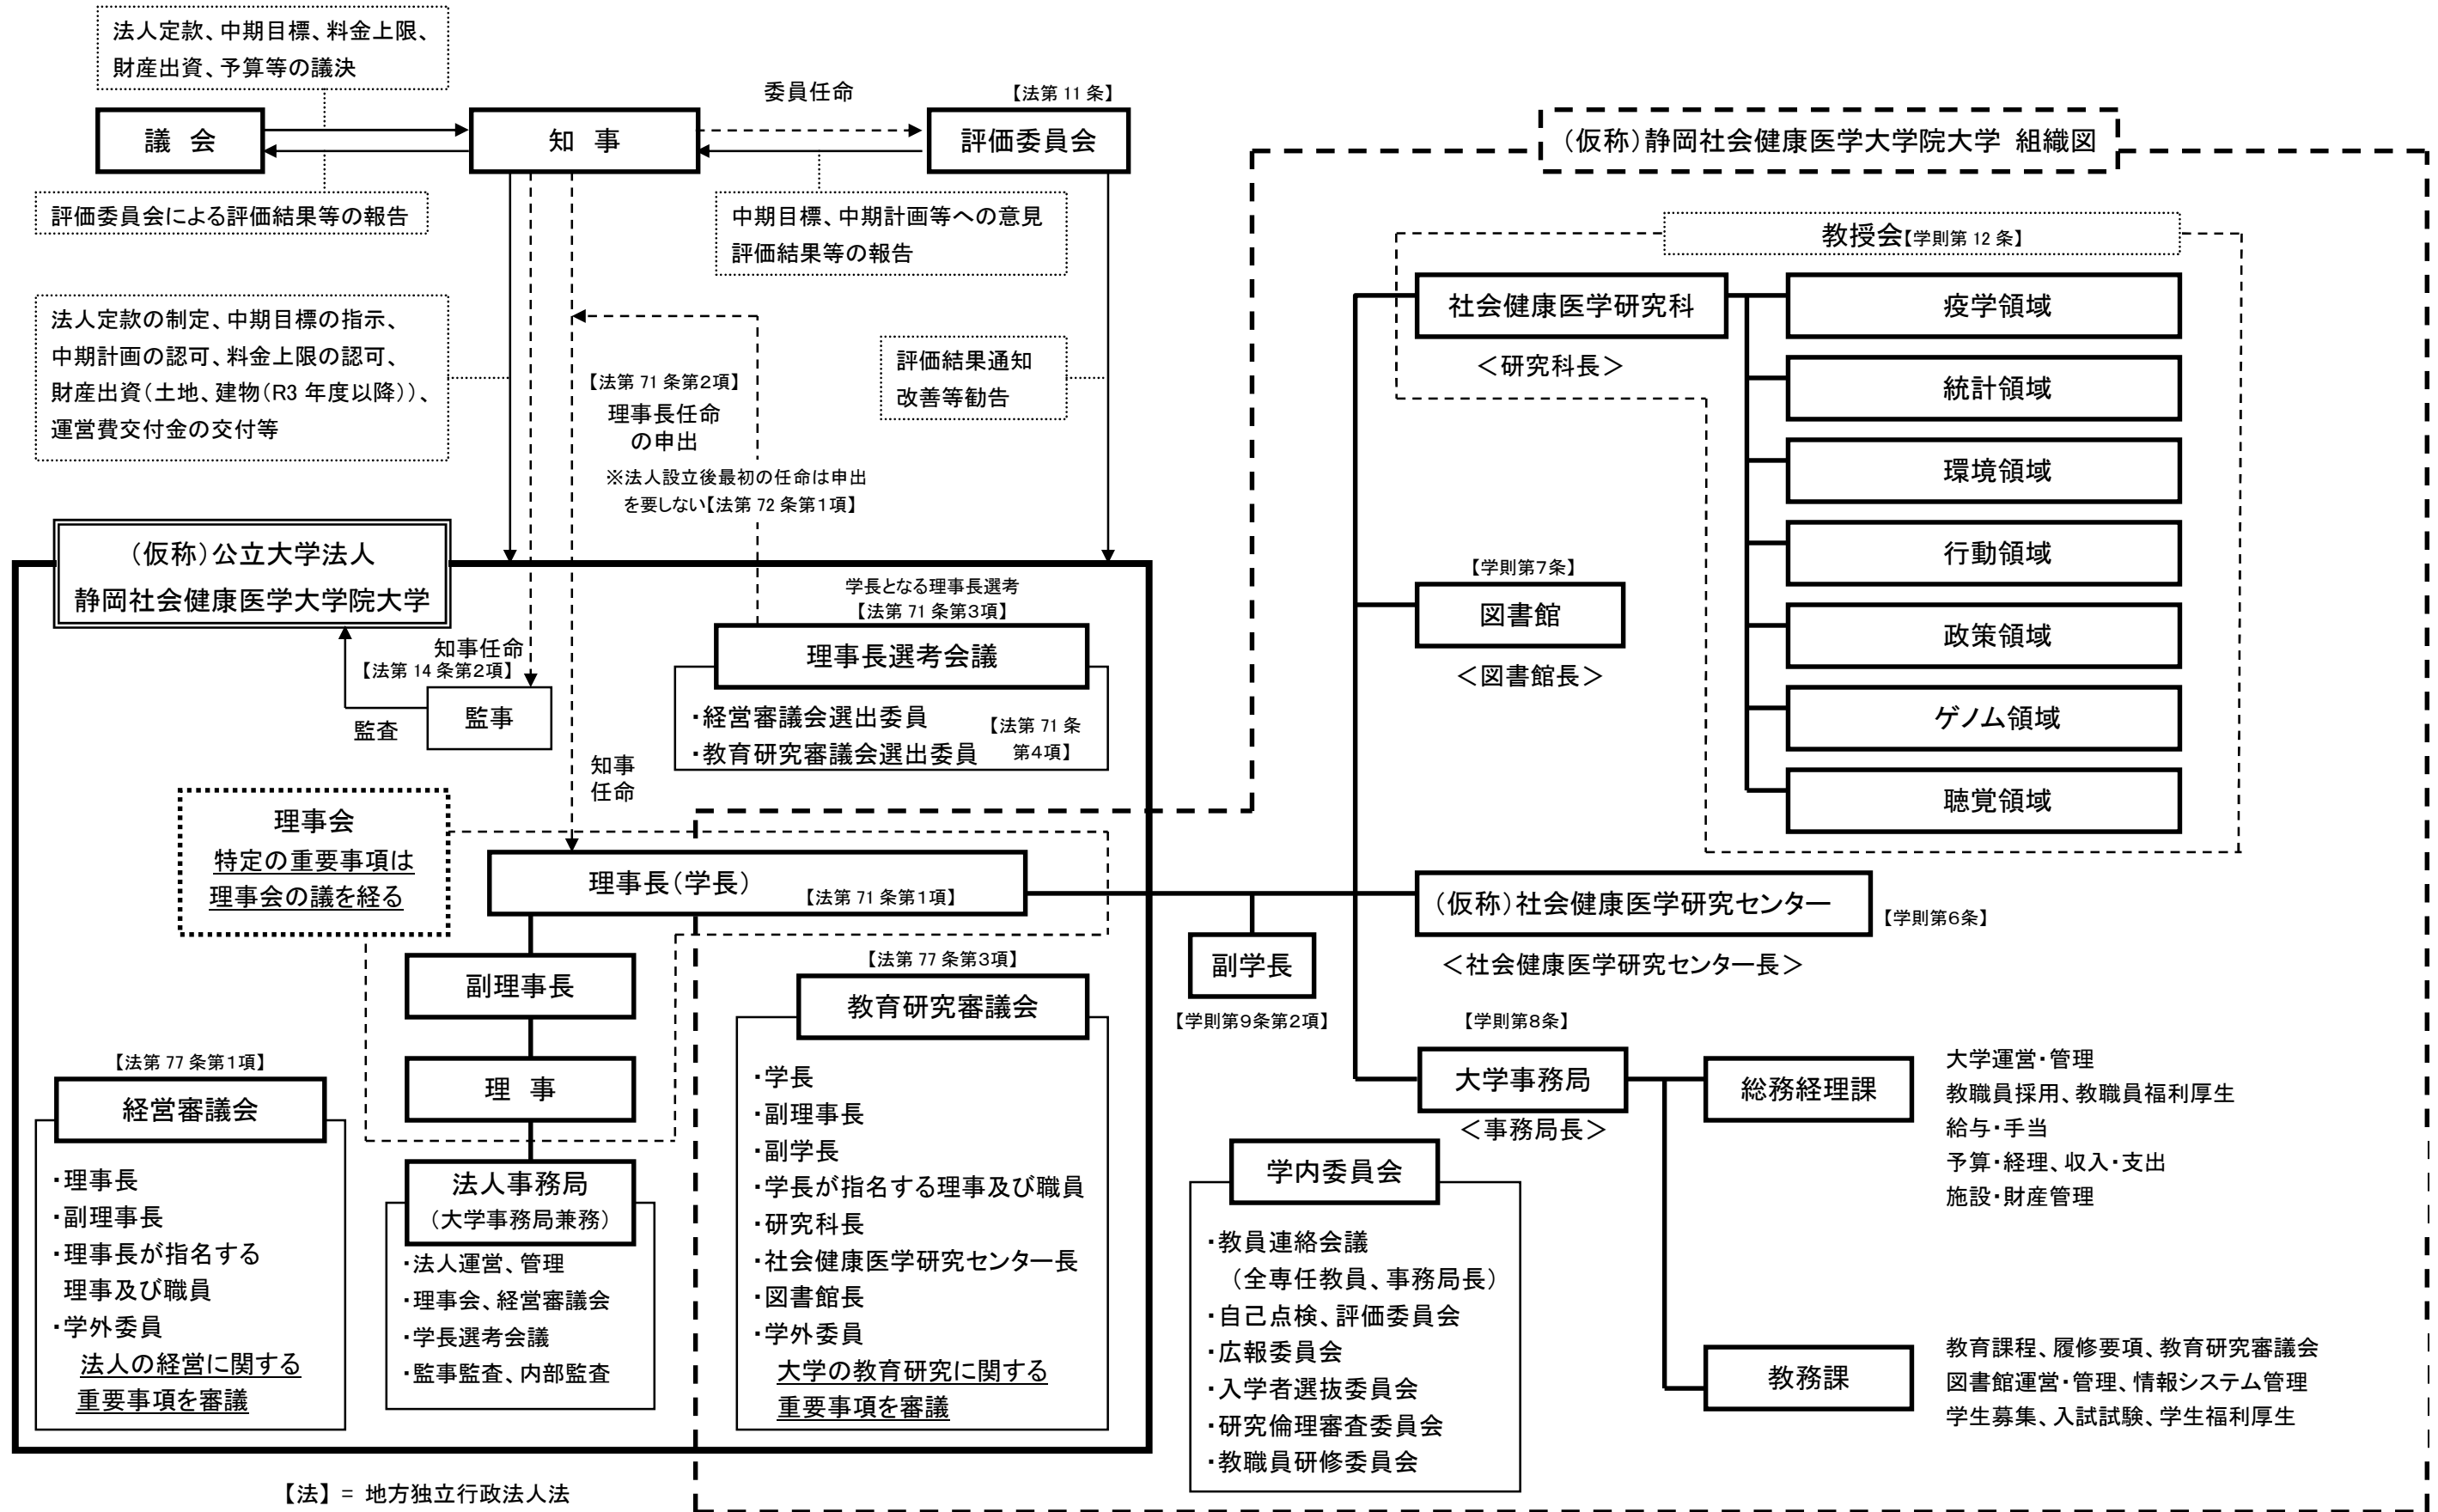 法人定款、中期目標、料金上限、
財産出資、予算等の議決
議 会
知 事
委員任命
【法第 11 条】
評価委員会
評価委員会による評価結果等の報告
中期目標、中期計画等への意見
評価結果等の報告
法人定款の制定、中期目標の指示、
中期計画の認可、料金上限の認可、
財産出資（土地、建物（R3 年度以降））、
運営費交付金の交付等
【法第 71 条第２項】
理事長任命
の申出
※法人設立後最初の任命は申出
を要しない【法第 72 条第１項】
評価結果通知
改善等勧告
（仮称）公立大学法人
静岡社会健康医学大学院大学
知事任命
【法第 14 条第２項】
監査
監事
学長となる理事長選考
【法第 71 条第３項】
理事長選考会議
・経営審議会選出委員
・教育研究審議会選出委員
【法第 71 条
第４項】
知事
任命
理事会
特定の重要事項は
理事会の議を経る
理事長（学長）
【法第 71 条第１項】
副理事長
理 事
法人事務局
（大学事務局兼務）
・法人運営、管理
・理事会、経営審議会
・学長選考会議
・監事監査、内部監査
【法第 77 条第１項】
経営審議会
・理事長
・副理事長
・理事長が指名する
理事及び職員
・学外委員
法人の経営に関する
重要事項を審議
【法第 77 条第３項】
教育研究審議会
・学長
・副理事長
・副学長
・学長が指名する理事及び職員
・研究科長
・社会健康医学研究センター長
・図書館長
・学外委員
大学の教育研究に関する
重要事項を審議
【法】 = 地方独立行政法人法
（仮称）静岡社会健康医学大学院大学 組織図
教授会【学則第 12 条】
社会健康医学研究科
＜研究科長＞
疫学領域
統計領域
環境領域
行動領域
政策領域
ゲノム領域
聴覚領域
【学則第７条】
図書館
＜図書館長＞
（仮称）社会健康医学研究センター
【学則第６条】
＜社会健康医学研究センター長＞
副学長
【学則第９条第２項】
【学則第８条】
大学事務局
＜事務局長＞
総務経理課
大学運営・管理
教職員採用、教職員福利厚生
給与・手当
予算・経理、収入・支出
施設・財産管理
教務課
教育課程、履修要項、教育研究審議会
図書館運営・管理、情報システム管理
学生募集、入試試験、学生福利厚生
学内委員会
・教員連絡会議
（全専任教員、事務局長）
・自己点検、評価委員会
・広報委員会
・入学者選抜委員会
・研究倫理審査委員会
・教職員研修委員会